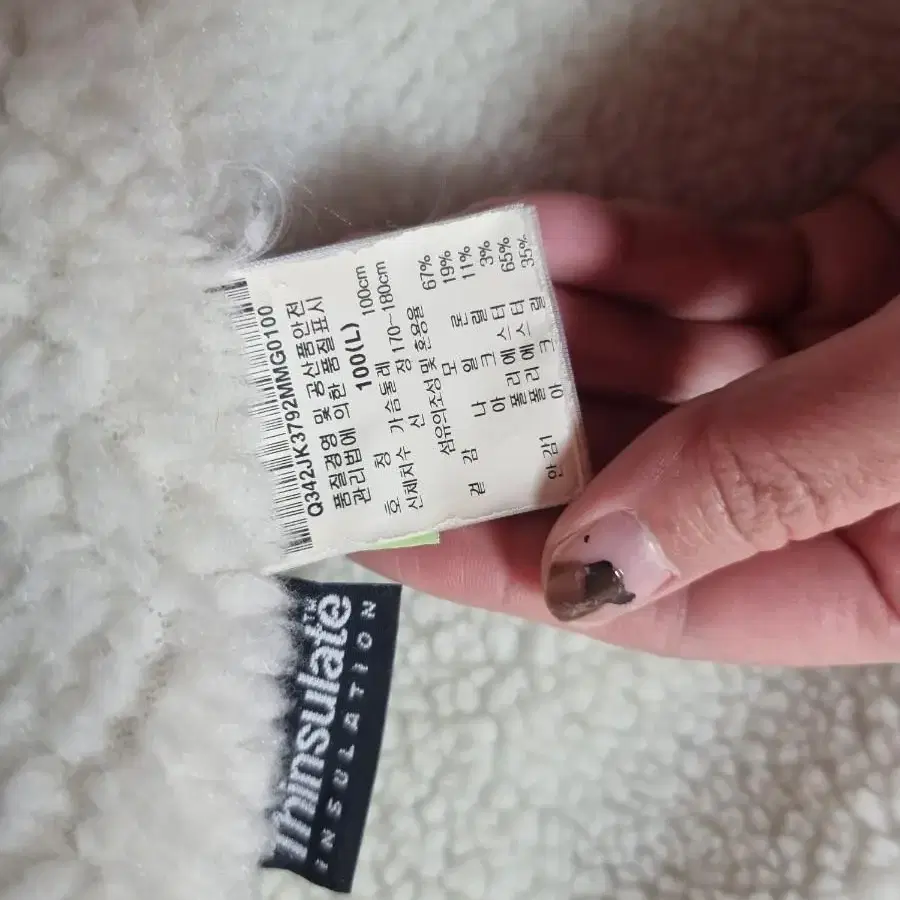 Q342JK3792MMG0100
품질경영 및 공산품안전
관리법에 의한 품질표시
호 칭 100(L)
신체치수 가슴둘레 100cm
신 장 170~180cm
섬유의조성 및 혼용율
겉 감 모 67%
나 일 론 19%
아 크 릴 11%
폴리에스터 3%
안감1 폴리에스터 65%
아 크 릴 35%
Thinsulate™
INSULATION